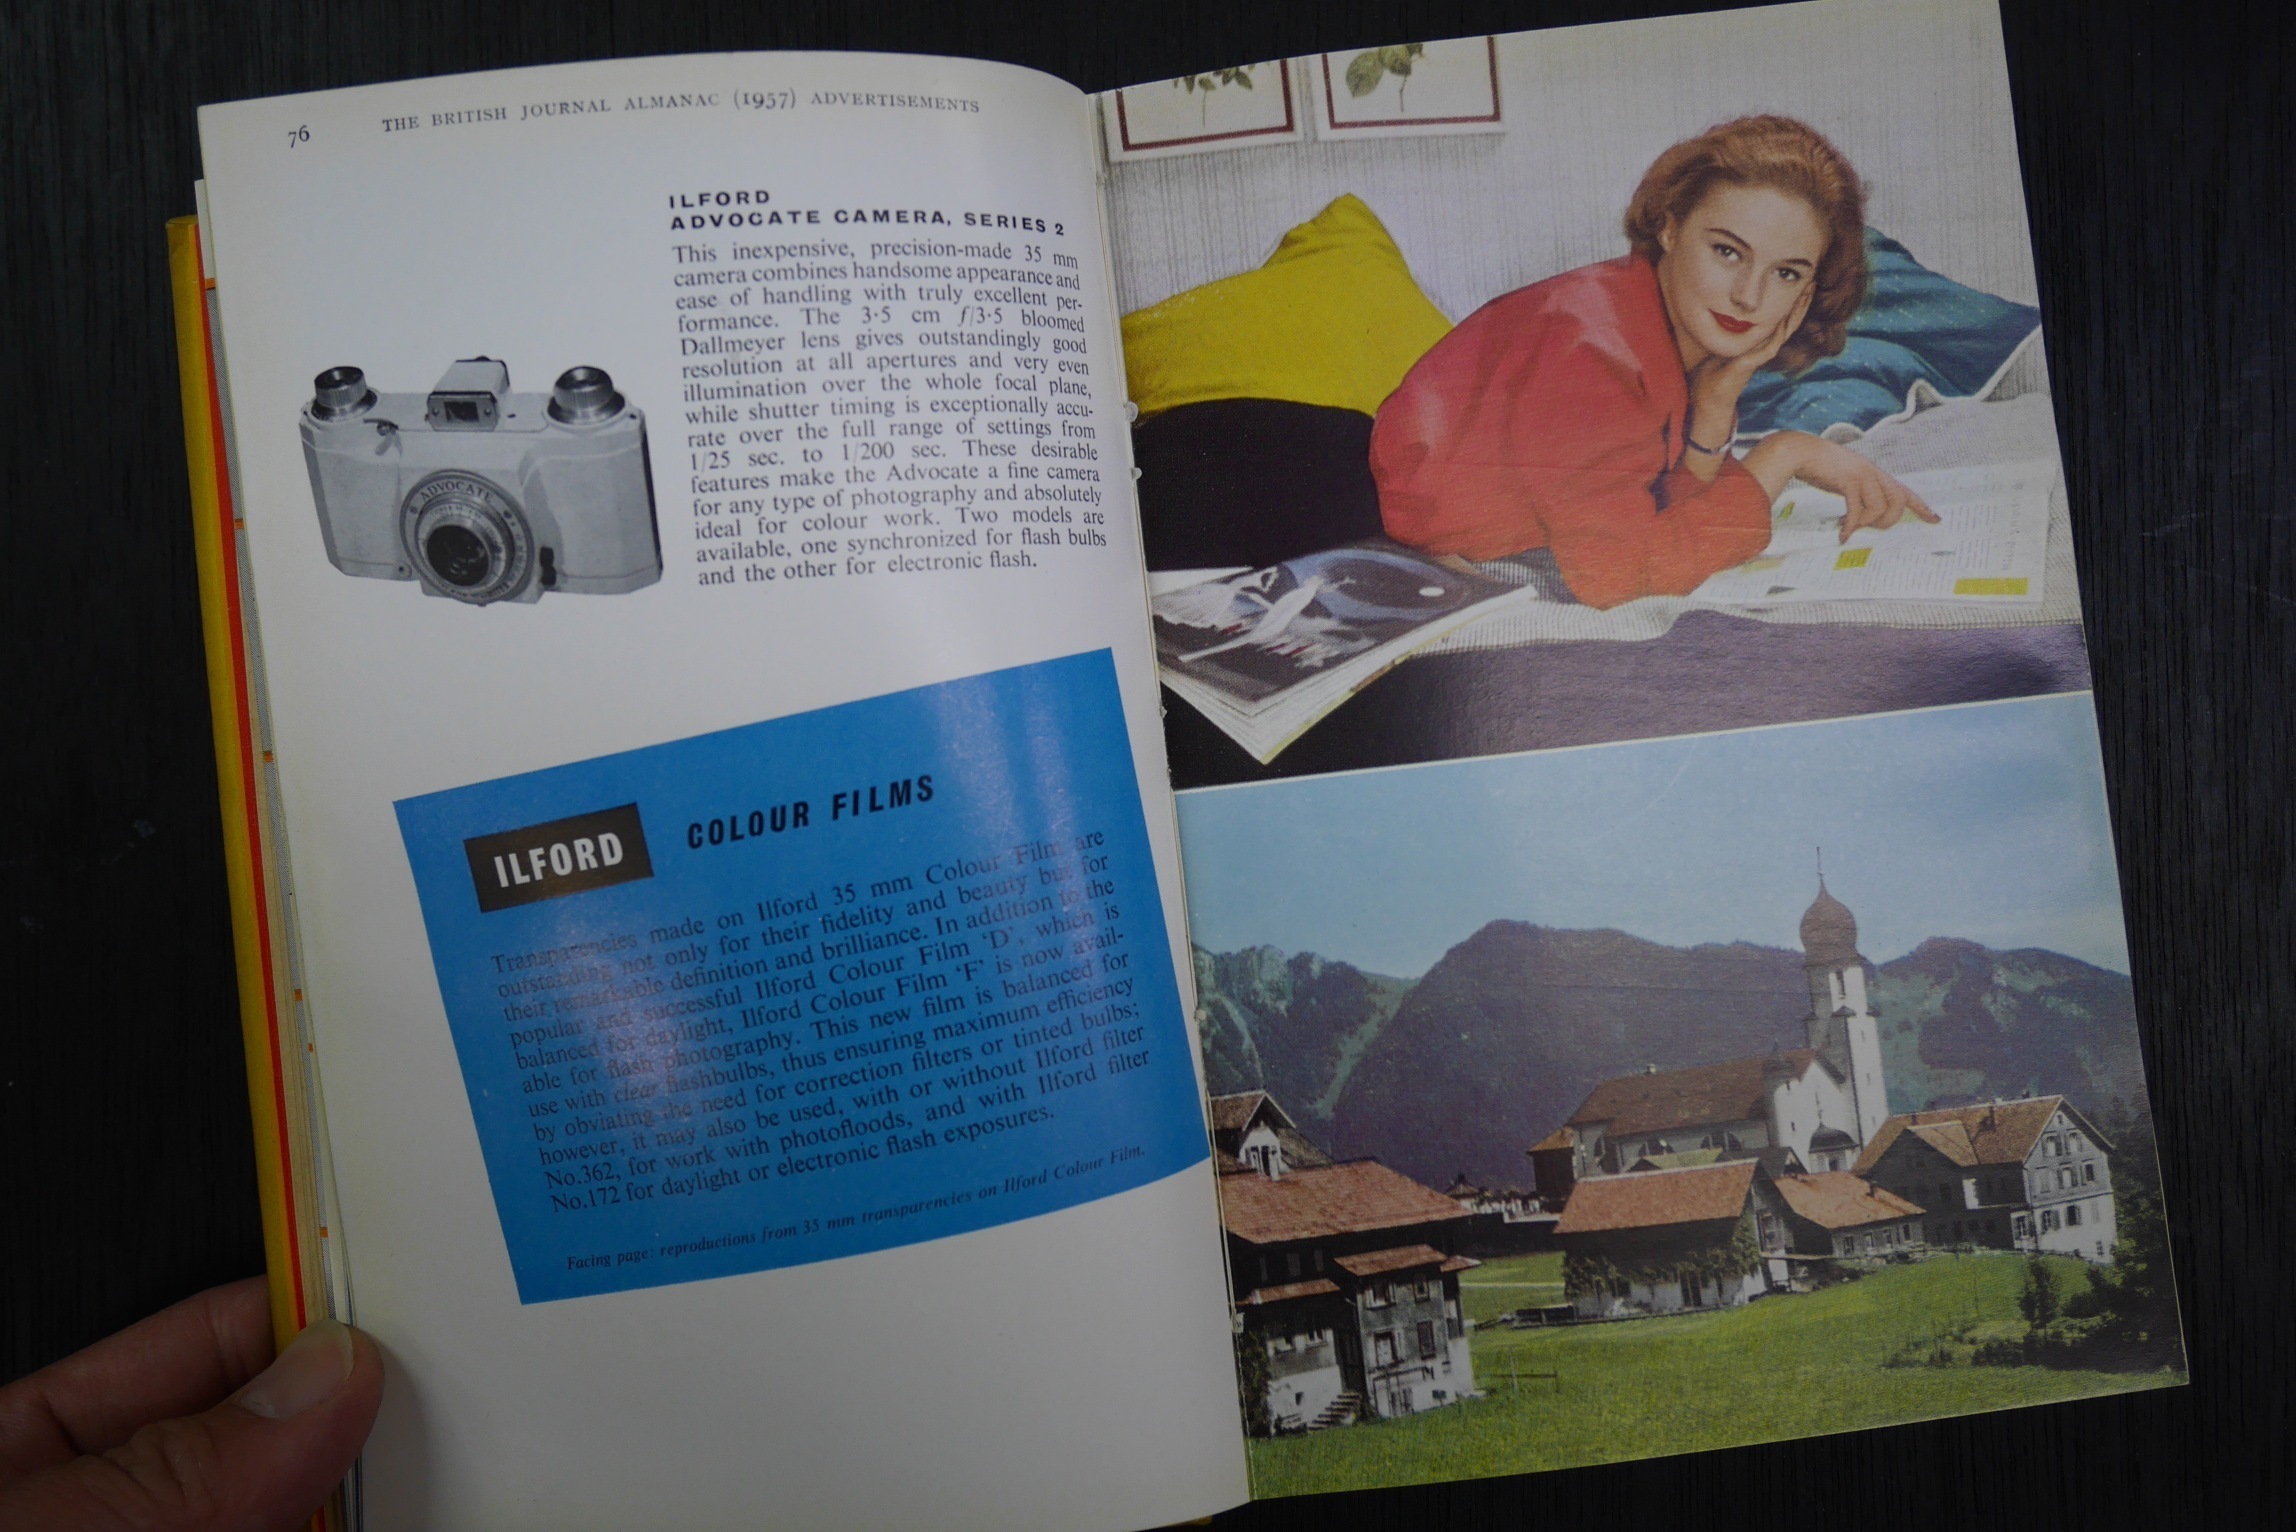 76 THE BRITISH JOURNAL ALMANAC (1957) ADVERTISEMENTS
ILFORD
ADVOCATE CAMERA, SERIES 2
This inexpensive, precision-made 35 mm
camera combines handsome appearance and
ease of handling with truly excellent per-
formance. The 3·5 cm f/3·5 bloomed
Dallmeyer lens gives outstandingly good
resolution at all apertures and very even
illumination over the whole focal plane,
while shutter timing is exceptionally accu-
rate over the full range of settings from
1/25 sec. to 1/200 sec. These desirable
features make the Advocate a fine camera
for any type of photography and absolutely
ideal for colour work. Two models are
available, one synchronized for flash bulbs
and the other for electronic flash.
ADVOCATE
ILFORD COLOUR FILMS
Transparencies made on Ilford 35 mm Colour Film are
outstanding not only for their fidelity and beauty but for
their remarkable definition and brilliance. In addition to the
popular and successful Ilford Colour Film 'D', which is
balanced for daylight, Ilford Colour Film 'F' is now avail-
able for flash photography. This new film is balanced for
use with clear flashbulbs, thus ensuring maximum efficiency
by obviating the need for correction filters or tinted bulbs;
however, it may also be used, with or without Ilford filter
No.362, for work with photofloods, and with Ilford filter
No.172 for daylight or electronic flash exposures.
Facing page: reproductions from 35 mm transparencies on Ilford Colour Film.